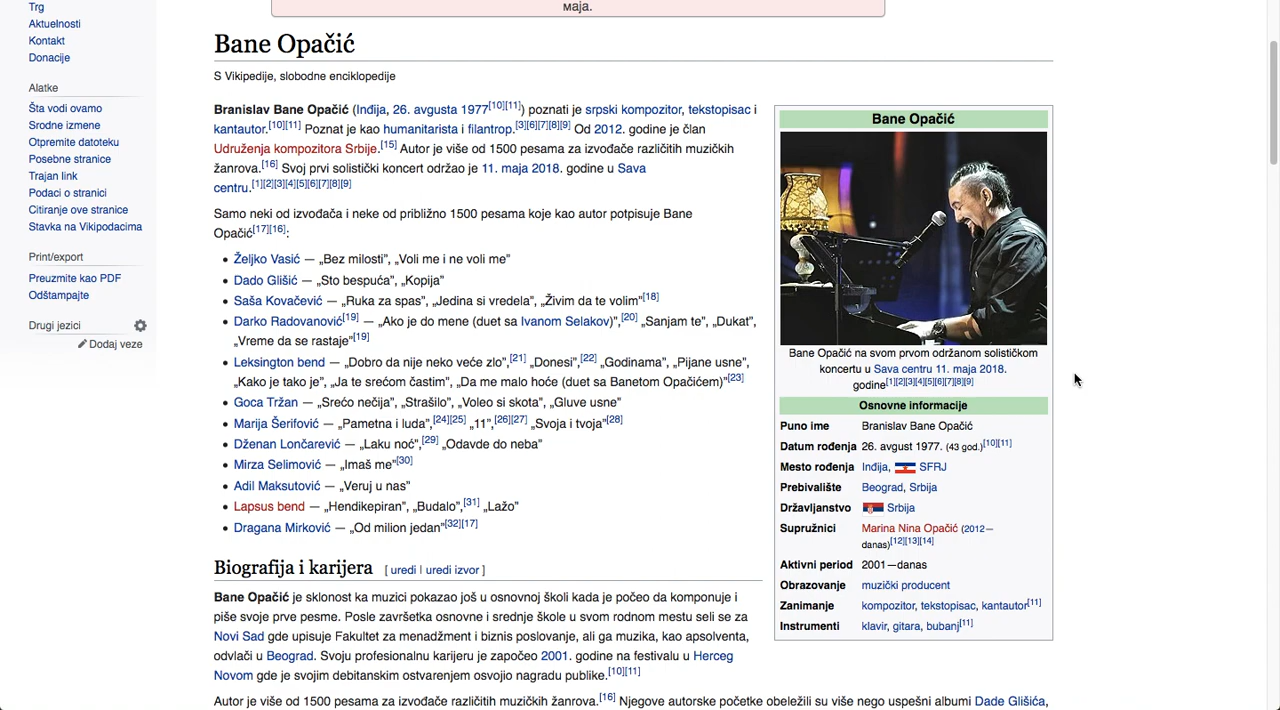 маја.
Trg
Aktuelnosti
Kontakt
Donacije
Alatke
Šta vodi ovamo
Srodne izmene
Otpremite datoteku
Posebne stranice
Trajan link
Podaci o stranici
Citiranje ove stranice
Stavka na Vikipodacima
Print/export
Preuzmite kao PDF
Odštampajte
Drugi jezici
Dodaj veze
Bane Opačić
S Vikipedije, slobodne enciklopedije
Branislav Bane Opačić (Inđija, 26. avgusta 1977[10][11]) poznati je srpski kompozitor, tekstopisac i
kantautor.[10][11] Poznat je kao humanitarista i filantrop.[3][6][7][8][9] Od 2012. godine je član
Udruženja kompozitora Srbije.[15] Autor je više od 1500 pesama za izvođače različitih muzičkih
žanrova.[16] Svoj prvi solistički koncert održao je 11. maja 2018. godine u Sava
centru.[1][2][3][4][5][6][7][8][9]
Samo neki od izvođača i neke od približno 1500 pesama koje kao autor potpisuje Bane
Opačić[17][16]:
• Željko Vasić — „Bez milosti”, „Voli me i ne voli me”
• Dado Glišić — „Sto bespuća”, „Kopija”
• Saša Kovačević — „Ruka za spas”, „Jedina si vredela”, „Živim da te volim”[18]
• Darko Radovanović[19] — „Ako je do mene (duet sa Ivanom Selakov)”,[20] „Sanjam te”, „Dukat”,
„Vreme da se rastaje”[19]
• Leksington bend — „Dobro da nije neko veće zlo”,[21] „Donesi”,[22] „Godinama”, „Pijane usne”,
„Kako je tako je”, „Ja te srećom častim”, „Da me malo hoće (duet sa Banetom Opačićem)”[23]
• Goca Tržan — „Srećo nečija”, „Strašilo”, „Voleo si skota”, „Gluve usne”
• Marija Šerifović — „Pametna i luda”,[24][25] „11”,[26][27] „Svoja i tvoja”[28]
• Dženan Lončarević — „Laku noć”,[29] „Odavde do neba”
• Mirza Selimović — „Imaš me”[30]
• Adil Maksutović — „Veruj u nas”
• Lapsus bend — „Hendikepiran”, „Budalo”,[31] „Lažo”
• Dragana Mirković — „Od milion jedan”[32][17]
Biografija i karijera [ uredi | uredi izvor ]
Bane Opačić je sklonost ka muzici pokazao još u osnovnoj školi kada je počeo da komponuje i
piše svoje prve pesme. Posle završetka osnovne i srednje škole u svom rodnom mestu seli se za
Novi Sad gde upisuje Fakultet za menadžment i biznis poslovanje, ali ga muzika, kao apsolventa,
odvlači u Beograd. Svoju profesionalnu karijeru je započeo 2001. godine na festivalu u Herceg
Novom gde je svojim debitanskim ostvarenjem osvojio nagradu publike.[10][11]
Autor je više od 1500 pesama za izvođače različitih muzičkih žanrova.[16] Njegove autorske početke obeležili su više nego uspešni albumi Dade Glišića,
Bane Opačić
Bane Opačić na svom prvom održanom solističkom
koncertu u Sava centru 11. maja 2018.
godine[1][2][3][4][5][6][7][8][9]
Osnovne informacije
Puno ime Branislav Bane Opačić
Datum rođenja 26. avgust 1977. (43 god.)[10][11]
Mesto rođenja Inđija, SFRJ
Prebivalište Beograd, Srbija
Državljanstvo Srbija
Supružnici Marina Nina Opačić (2012—
danas)[12][13][14]
Aktivni period 2001—danas
Obrazovanje muzički producent
Zanimanje kompozitor, tekstopisac, kantautor[11]
Instrumenti klavir, gitara, bubanj[11]